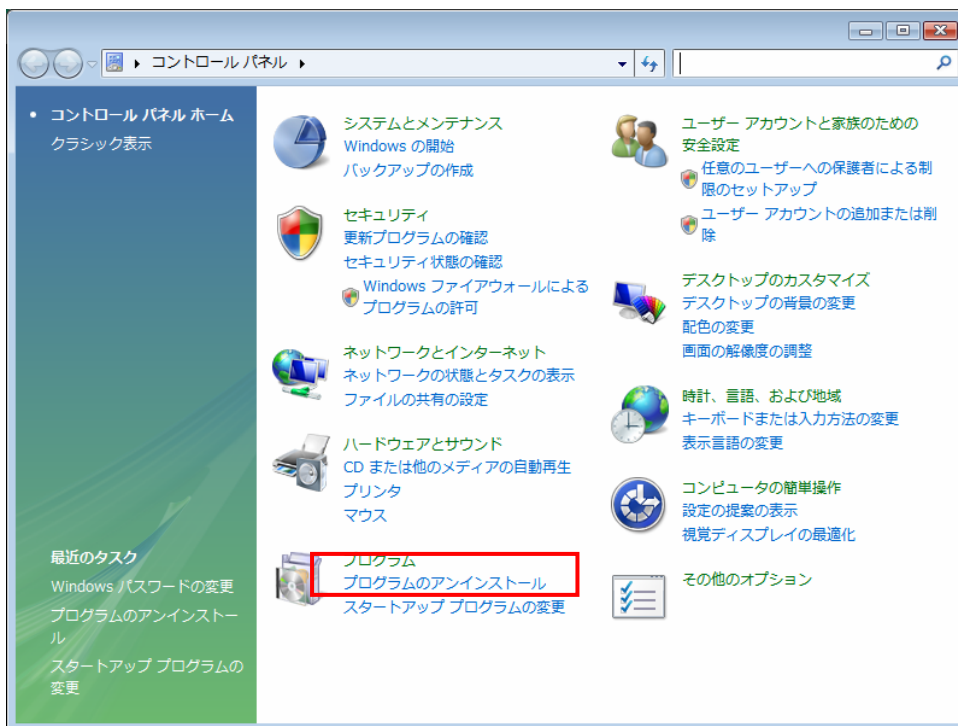 コントロール パネル
コントロール パネル ホーム
クラシック表示
システムとメンテナンス
Windows の開始
バックアップの作成
セキュリティ
更新プログラムの確認
セキュリティ状態の確認
Windows ファイアウォールによる
プログラムの許可
ネットワークとインターネット
ネットワークの状態とタスクの表示
ファイルの共有の設定
ハードウェアとサウンド
CD または他のメディアの自動再生
プリンタ
マウス
プログラム
プログラムのアンインストール
スタートアップ プログラムの変更
ユーザー アカウントと家族のための
安全設定
任意のユーザーへの保護者による制
限のセットアップ
ユーザー アカウントの追加または削
除
デスクトップのカスタマイズ
デスクトップの背景の変更
配色の変更
画面の解像度の調整
時計、言語、および地域
キーボードまたは入力方法の変更
表示言語の変更
コンピュータの簡単操作
設定の提案の表示
視覚ディスプレイの最適化
その他のオプション
最近のタスク
Windows パスワードの変更
プログラムのアンインストー
ル
スタートアップ プログラムの
変更